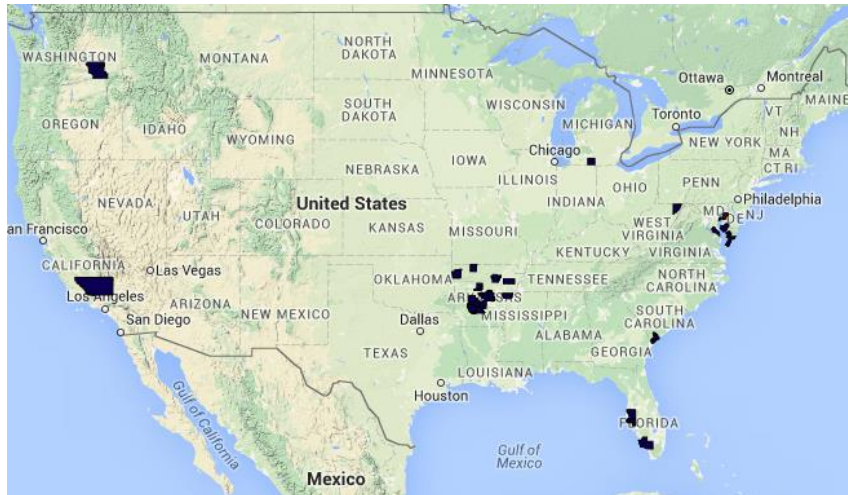 WASHINGTON
MONTANA
NORTH
DAKOTA
MINNESOTA
Ottawa
Montreal
MAINE
OREGON
IDAHO
SOUTH
DAKOTA
WISCONSIN
MICHIGAN
Toronto
VT
NH
WYOMING
NEW YORK
MA
CT RI
Chicago
IOWA
NEBRASKA
ILLINOIS
INDIANA
OHIO
PENN
Philadelphia
NEVADA
UTAH
United States
COLORADO
KANSAS
MISSOURI
WEST
VIRGINIA
MD
DE
NJ
an Francisco
KENTUCKY
VIRGINIA
CALIFORNIA
Las Vegas
OKLAHOMA
TENNESSEE
NORTH
CAROLINA
Los Angeles
ARIZONA
NEW MEXICO
ARKANSAS
MISSISSIPPI
SOUTH
CAROLINA
San Diego
Dallas
ALABAMA
GEORGIA
TEXAS
LOUISIANA
Houston
Gulf of California
FLORIDA
Gulf of
Mexico
Mexico